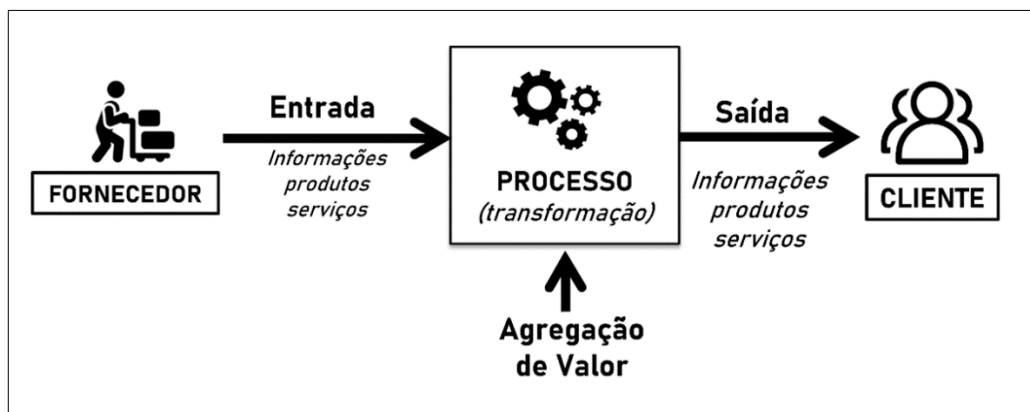 FORNECEDOR
Entrada
Informações
produtos
serviços
PROCESSO
(transformação)
Agregação
de Valor
Saída
Informações
produtos
serviços
CLIENTE